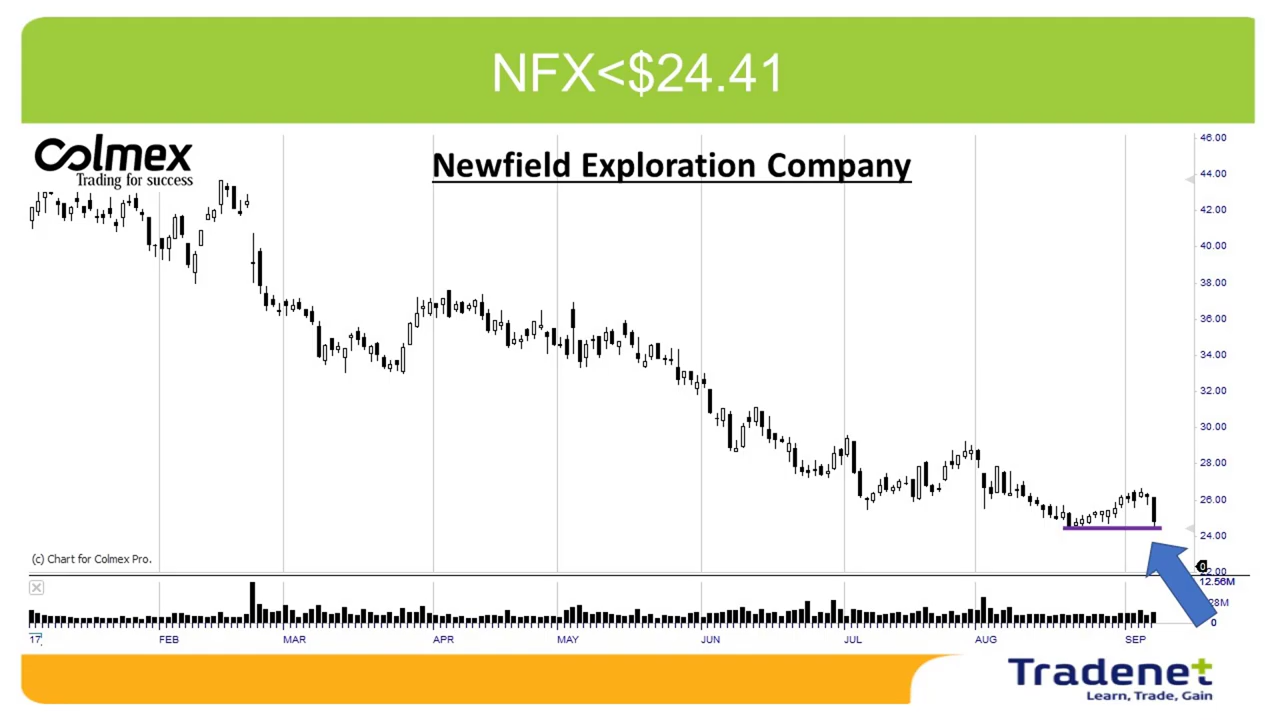 NFX<$24.41
Colmex
Trading for success
Newfield Exploration Company
46.00
44.00
42.00
40.00
38.00
36.00
34.00
32.00
30.00
28.00
26.00
24.00
(c) Chart for Colmex Pro.
0
12.56M
0
17 FEB MAR APR MAY JUN JUL AUG SEP
Tradenet
Learn, Trade, Gain